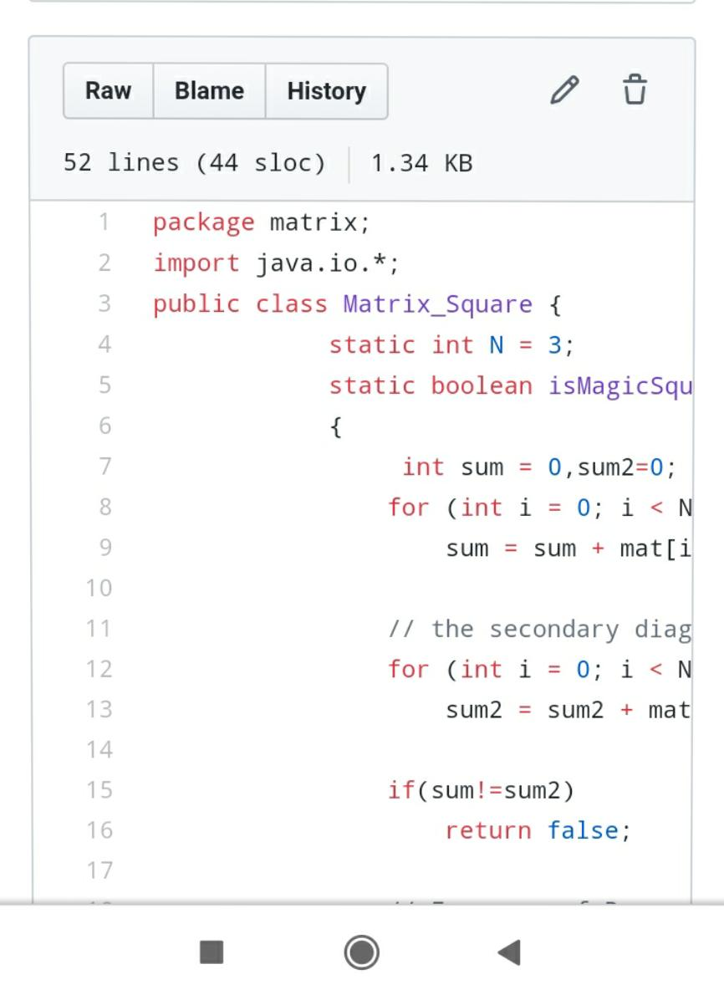 Raw Blame History
52 lines (44 sloc) 1.34 KB
1 package matrix;
2 import java.io.*;
3 public class Matrix_Square {
4 static int N = 3;
5 static boolean isMagicSqu
6 {
7 int sum = 0,sum2=0;
8 for (int i = 0; i < N
9 sum = sum + mat[i
10
11 // the secondary diag
12 for (int i = 0; i < N
13 sum2 = sum2 + mat
14
15 if(sum!=sum2)
16 return false;
17